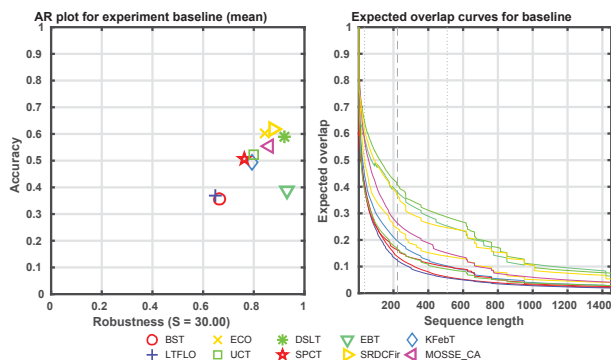 AR plot for experiment baseline (mean)
Accuracy
1
0.9
0.8
0.7
0.6
0.5
0.4
0.3
0.2
0.1
0
0 0.2 0.4 0.6 0.8 1
Robustness (S = 30.00)
Expected overlap curves for baseline
Expected overlap
1
0.9
0.8
0.7
0.6
0.5
0.4
0.3
0.2
0.1
0
200 400 600 800 1000 1200 1400
Sequence length
BST ECO DSLT EBT KFebT
LTFLO UCT SPCT SRDCFir MOSSE_CA